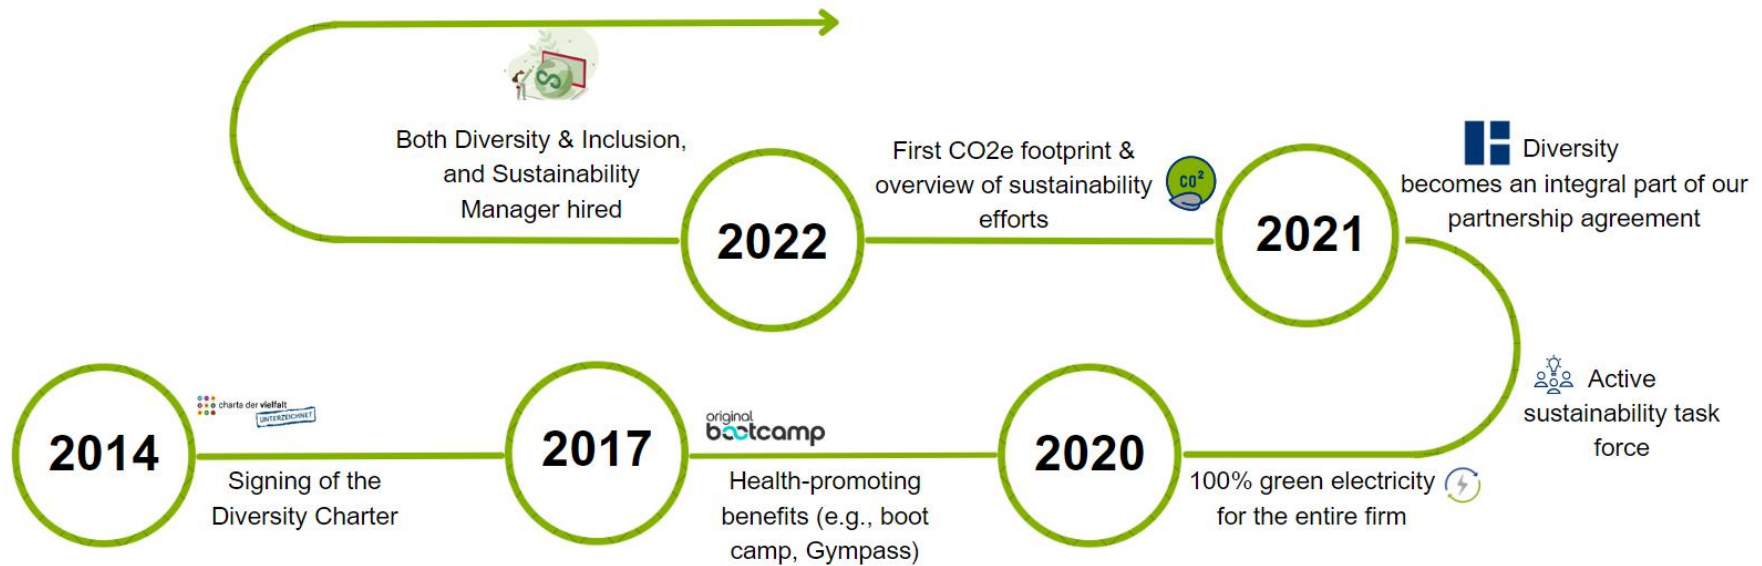 2014
charta der vielfalt
UNTERZEICHNET
Signing of the
Diversity Charter
2017
original
bootcamp
Health-promoting
benefits (e.g., boot
camp, Gympass)
2020
100% green electricity
for the entire firm
Active
sustainability task
force
2021
Diversity
becomes an integral part of our
partnership agreement
First CO2e footprint &
overview of sustainability
efforts
CO²
2022
Both Diversity & Inclusion,
and Sustainability
Manager hired